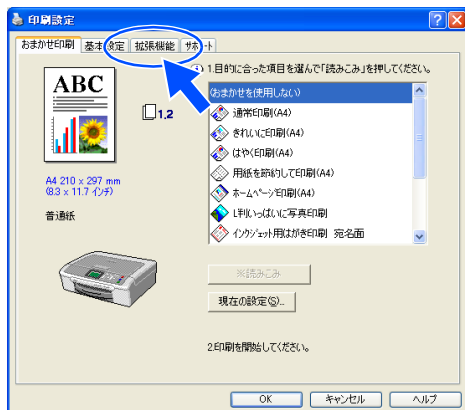 印刷設定
おまかせ印刷 基本設定 拡張機能 サポート
1.目的に合った項目を選んで「読みこみ」を押してください。
ABC
1.2
A4 210 x 297 mm
(8.3 x 11.7 インチ)
普通紙
(おまかせを使用しない)
通常印刷(A4)
きれいに印刷(A4)
はやく印刷(A4)
用紙を節約して印刷(A4)
ホームページ印刷(A4)
L判いっぱいに写真印刷
インクジェット用はがき印刷 宛名面
※読みこみ
現在の設定(S)...
2.印刷を開始してください。
OK キャンセル ヘルプ